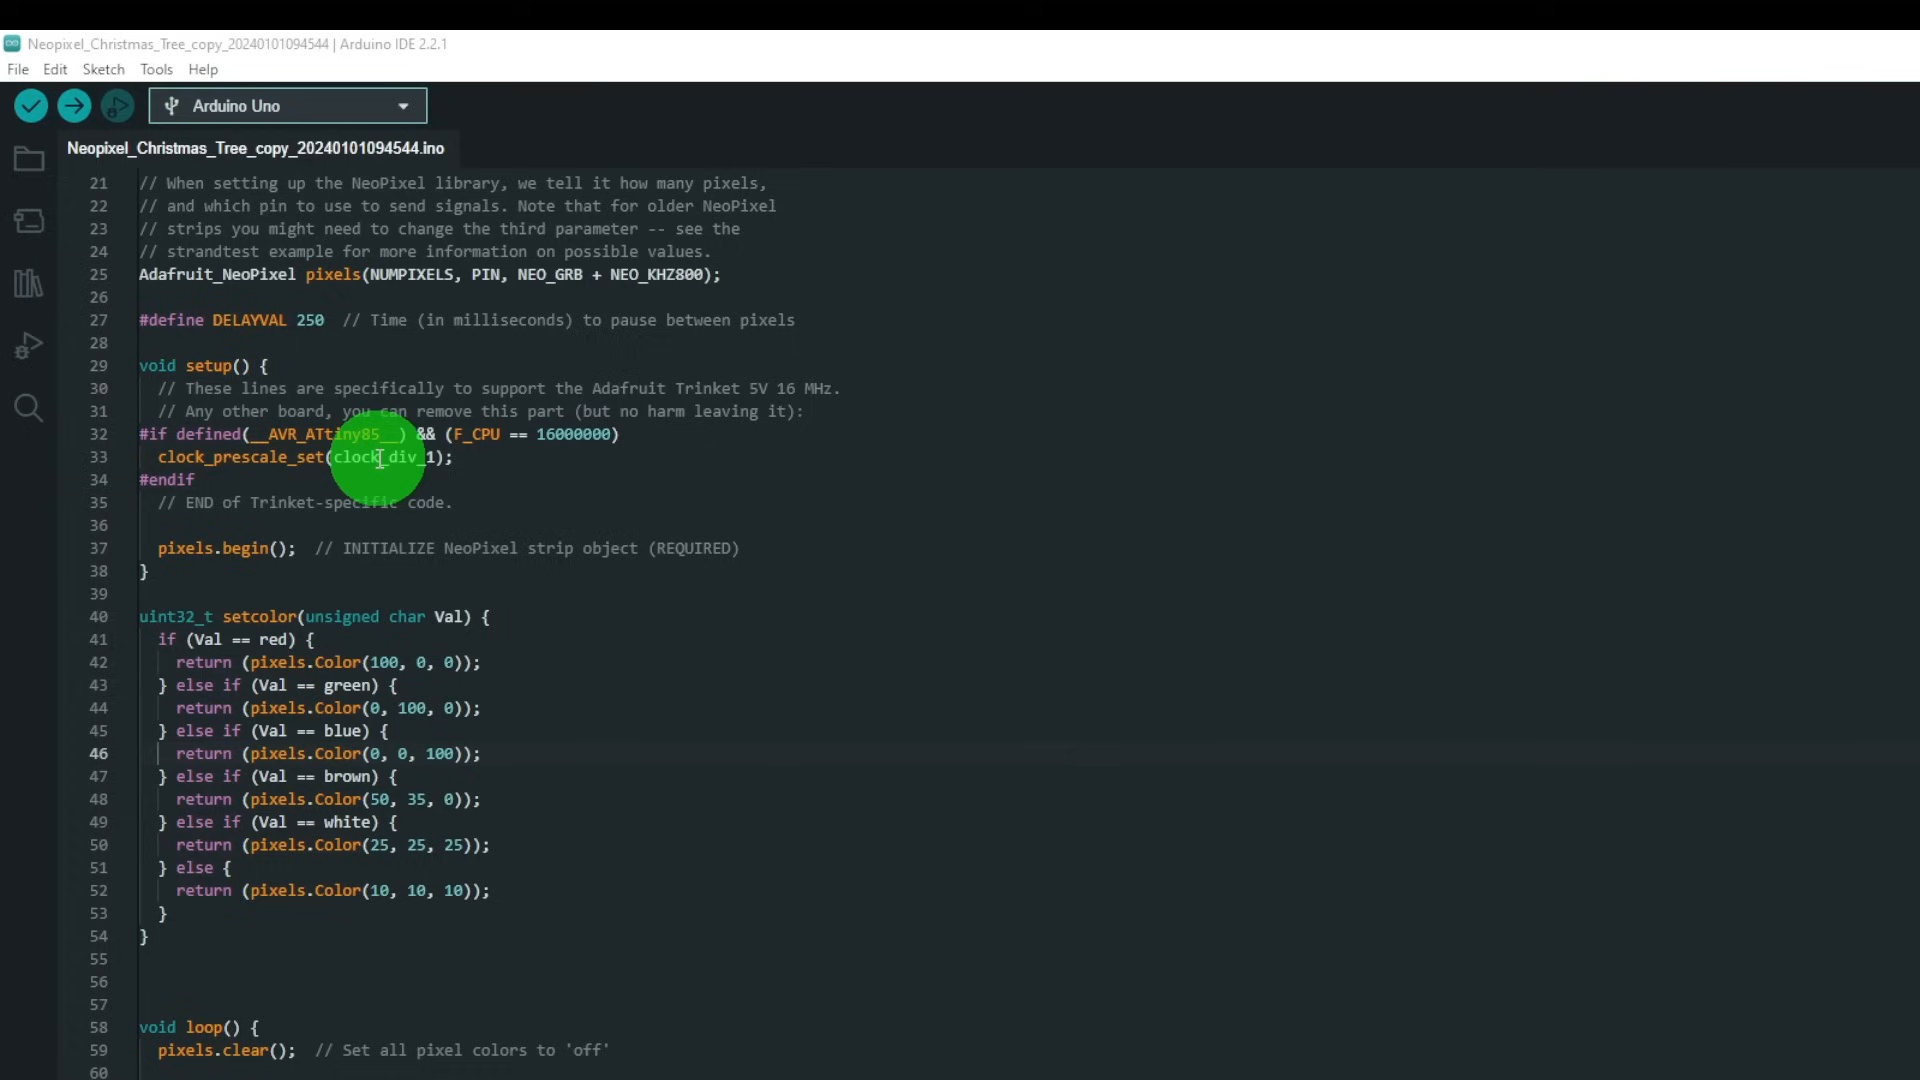 Neopixel_Christmas_Tree_copy_20240101094544 | Arduino IDE 2.2.1
File Edit Sketch Tools Help
Arduino Uno
Neopixel_Christmas_Tree_copy_20240101094544.ino
21 // When setting up the NeoPixel library, we tell it how many pixels,
22 // and which pin to use to send signals. Note that for older NeoPixel
23 // strips you might need to change the third parameter -- see the
24 // strandtest example for more information on possible values.
25 Adafruit_NeoPixel pixels(NUMPIXELS, PIN, NEO_GRB + NEO_KHZ800);
26
27 #define DELAYVAL 250  // Time (in milliseconds) to pause between pixels
28
29 void setup() {
30   // These lines are specifically to support the Adafruit Trinket 5V 16 MHz.
31   // Any other board, you can remove this part (but no harm leaving it):
32 #if defined(__AVR_ATtiny85__) && (F_CPU == 16000000)
33   clock_prescale_set(clock_div_1);
34 #endif
35   // END of Trinket-specific code.
36
37   pixels.begin();  // INITIALIZE NeoPixel strip object (REQUIRED)
38 }
39
40 uint32_t setcolor(unsigned char Val) {
41   if (Val == red) {
42     return (pixels.Color(100, 0, 0));
43   } else if (Val == green) {
44     return (pixels.Color(0, 100, 0));
45   } else if (Val == blue) {
46     return (pixels.Color(0, 0, 100));
47   } else if (Val == brown) {
48     return (pixels.Color(50, 35, 0));
49   } else if (Val == white) {
50     return (pixels.Color(25, 25, 25));
51   } else {
52     return (pixels.Color(10, 10, 10));
53   }
54 }
55
56
57
58 void loop() {
59   pixels.clear();  // Set all pixel colors to 'off'
60